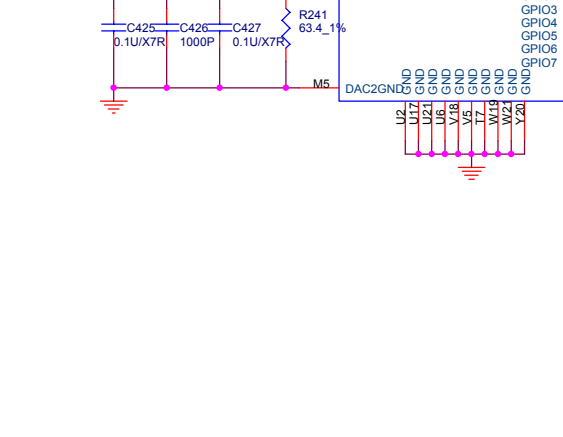 GPIO3
GPIO4
GPIO5
GPIO6
GPIO7
C425
0.1U/X7R
C426
1000P
C427
0.1U/X7R
R241
63.4_1%
M5
DAC2GND
GND
GND
GND
GND
GND
GND
GND
GND
GND
GND
U2
U17
U21
U6
V18
V5
T7
W19
W21
Y20